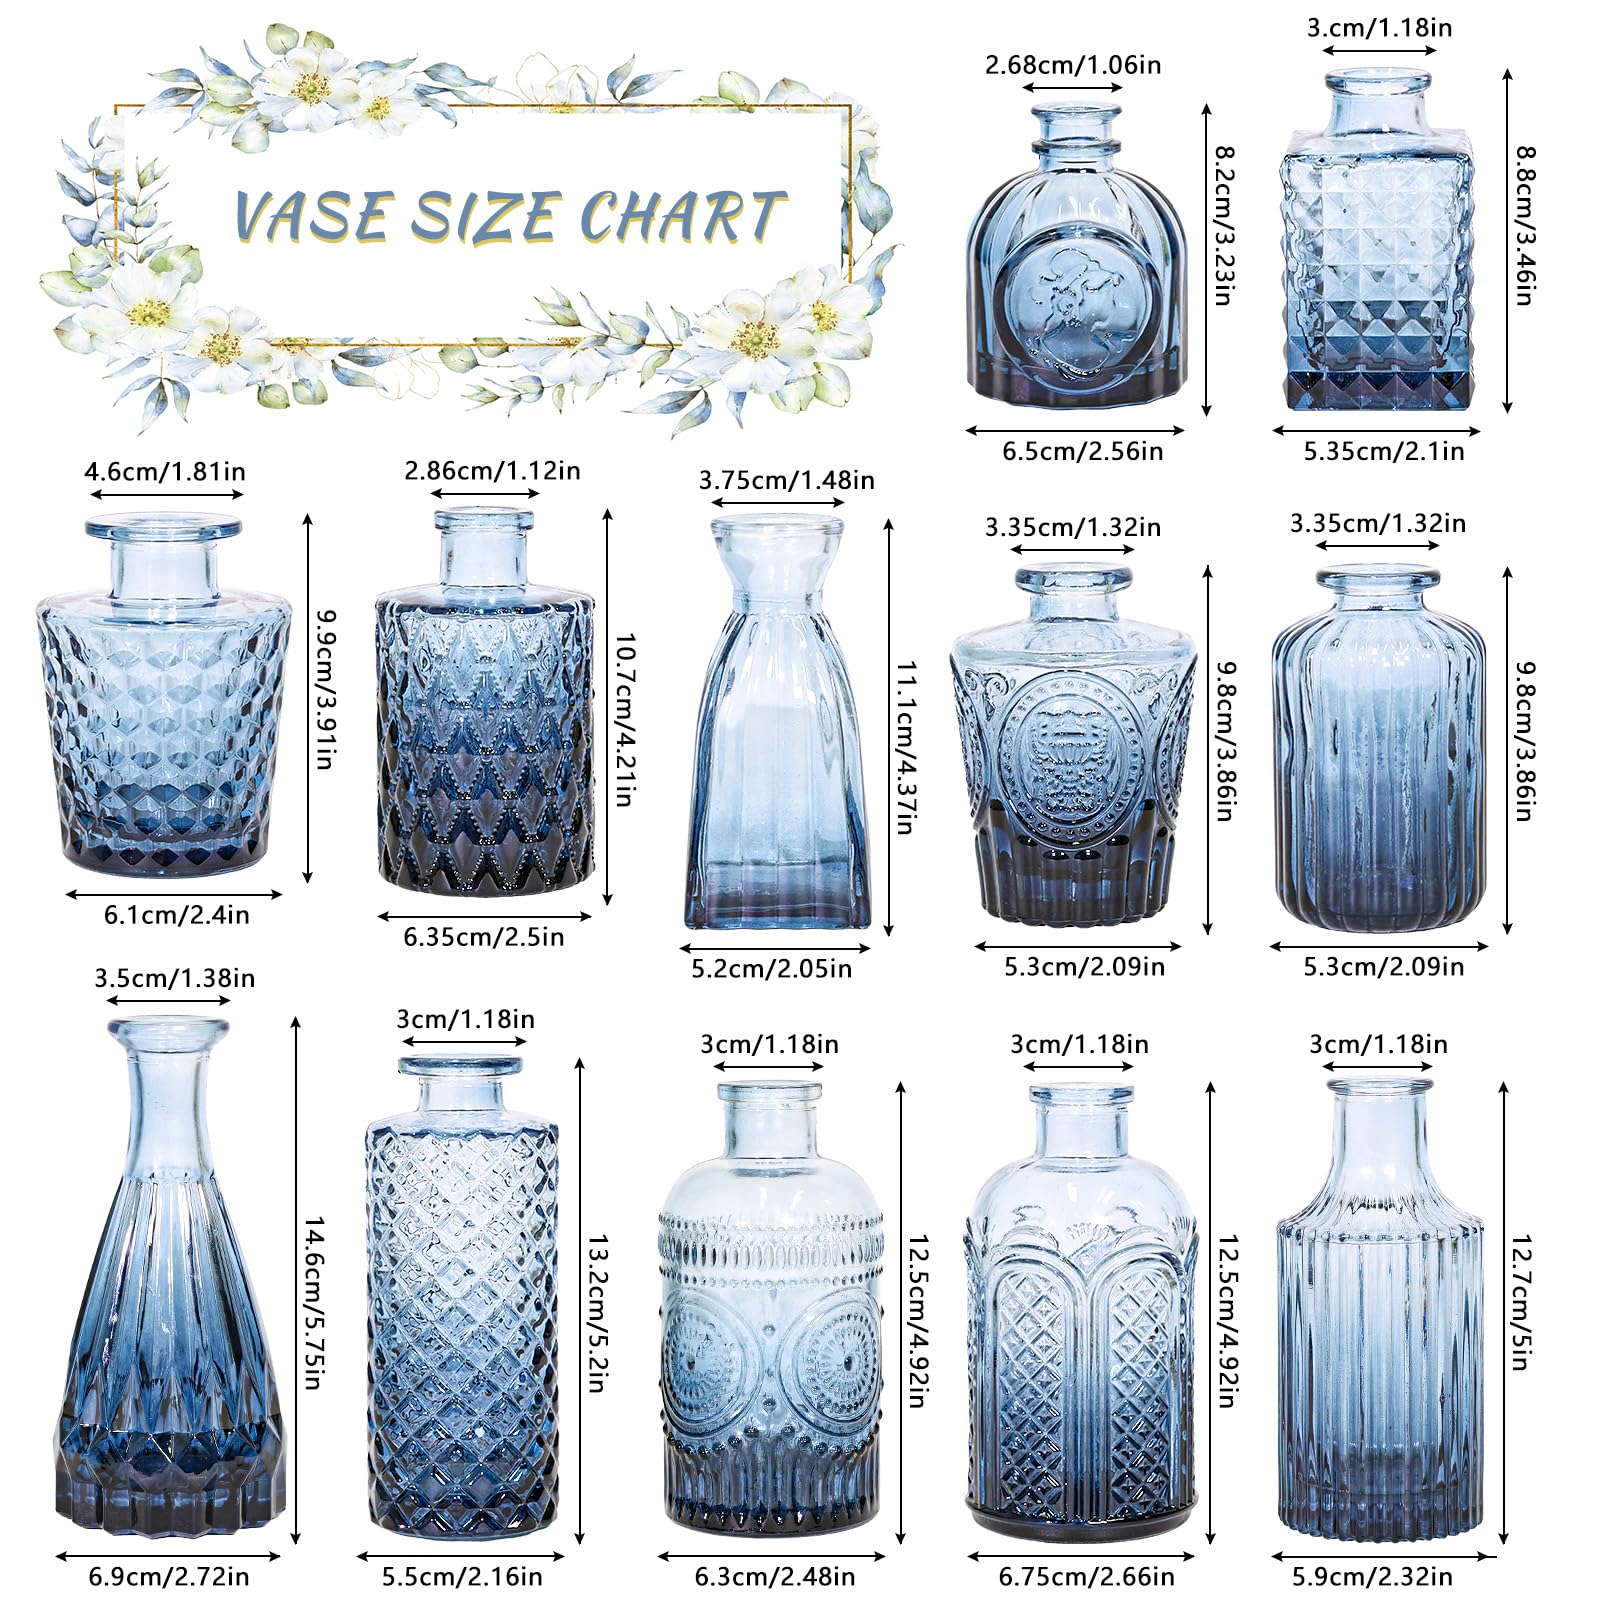 VASE SIZE CHART
2.68cm/1.06in
8.2cm/3.23in
6.5cm/2.56in
3.cm/1.18in
8.8cm/3.46in
5.35cm/2.1in
4.6cm/1.81in
9.9cm/3.91in
6.1cm/2.4in
2.86cm/1.12in
10.7cm/4.21in
6.35cm/2.5in
3.75cm/1.48in
11.1cm/4.37in
5.2cm/2.05in
3.35cm/1.32in
9.8cm/3.86in
5.3cm/2.09in
3.35cm/1.32in
9.8cm/3.86in
5.3cm/2.09in
3.5cm/1.38in
14.6cm/5.75in
6.9cm/2.72in
3cm/1.18in
13.2cm/5.2in
5.5cm/2.16in
3cm/1.18in
12.5cm/4.92in
6.3cm/2.48in
3cm/1.18in
12.5cm/4.92in
6.75cm/2.66in
3cm/1.18in
12.7cm/5in
5.9cm/2.32in